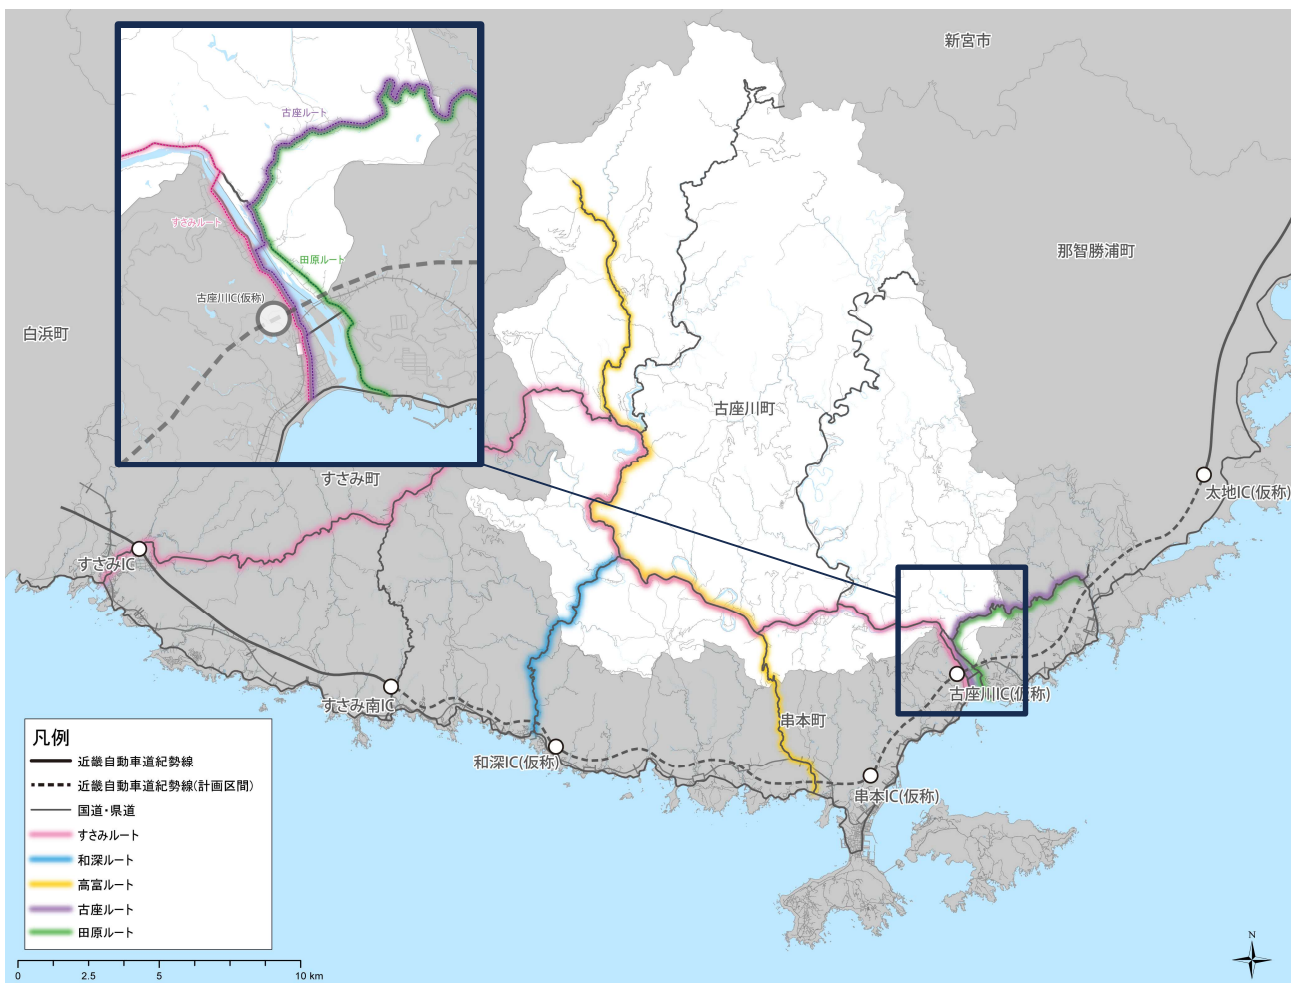 新宮市
古座ルート
すさみルート
田原ルート
古座川IC(仮称)
那智勝浦町
白浜町
古座川町
すさみ町
太地IC(仮称)
すさみIC
古座川IC(仮称)
すさみ南IC
串本町
和深IC(仮称)
串本IC(仮称)
凡例
近畿自動車道紀勢線
近畿自動車道紀勢線(計画区間)
国道・県道
すさみルート
和深ルート
高富ルート
古座ルート
田原ルート
N
0 2.5 5 10 km